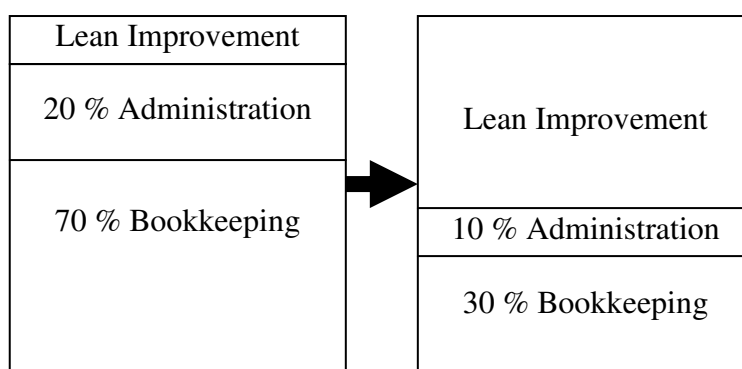 Lean Improvement
20 % Administration
70 % Bookkeeping
Lean Improvement
10 % Administration
30 % Bookkeeping